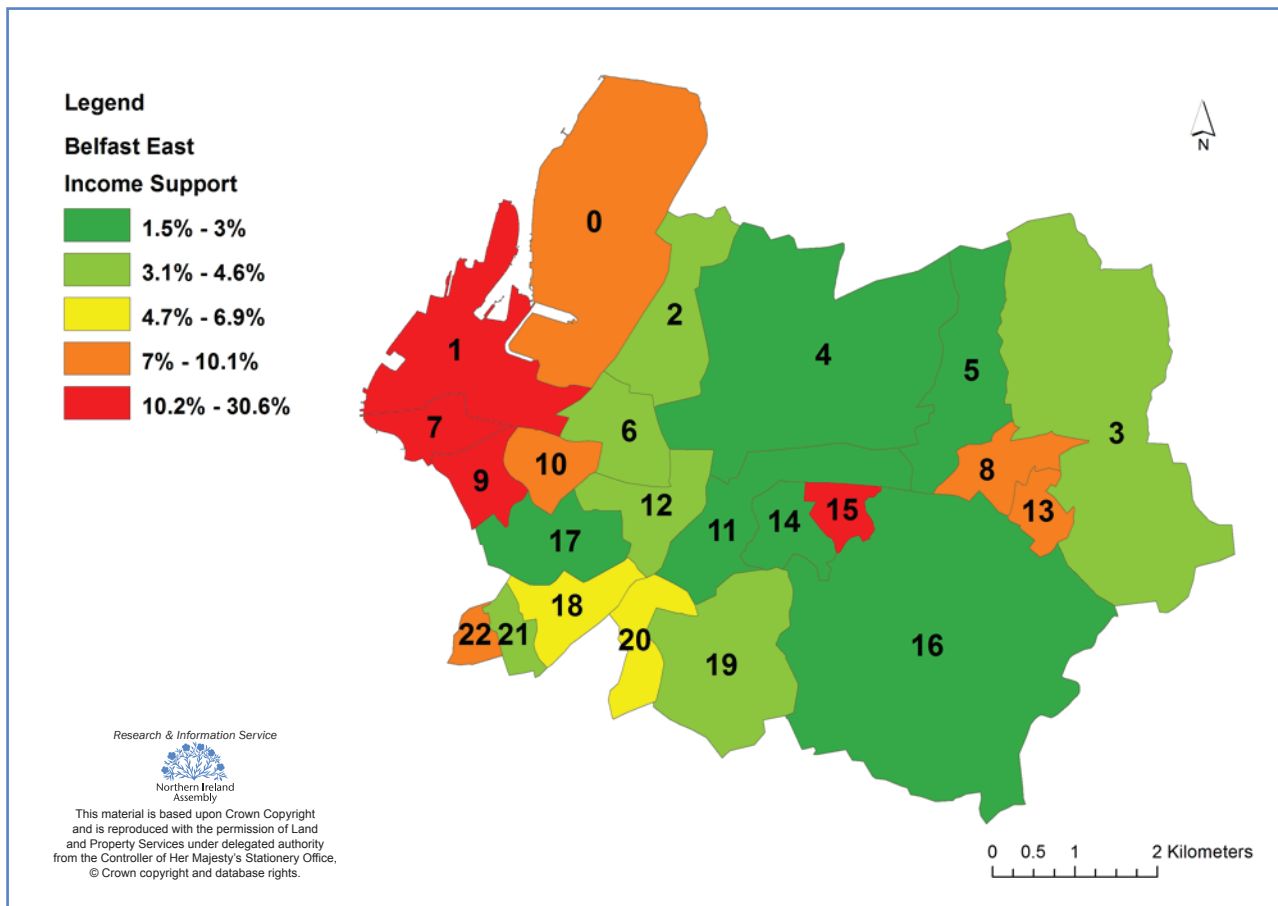 Legend
Belfast East
Income Support
1.5% - 3%
3.1% - 4.6%
4.7% - 6.9%
7% - 10.1%
10.2% - 30.6%
N
0
1
2
3
4
5
6
7
8
9
10
11
12
13
14
15
16
17
18
19
20
21
22
Research & Information Service
Northern Ireland
Assembly
This material is based upon Crown Copyright
and is reproduced with the permission of Land
and Property Services under delegated authority
from the Controller of Her Majesty's Stationery Office,
© Crown copyright and database rights.
0 0.5 1 2 Kilometers